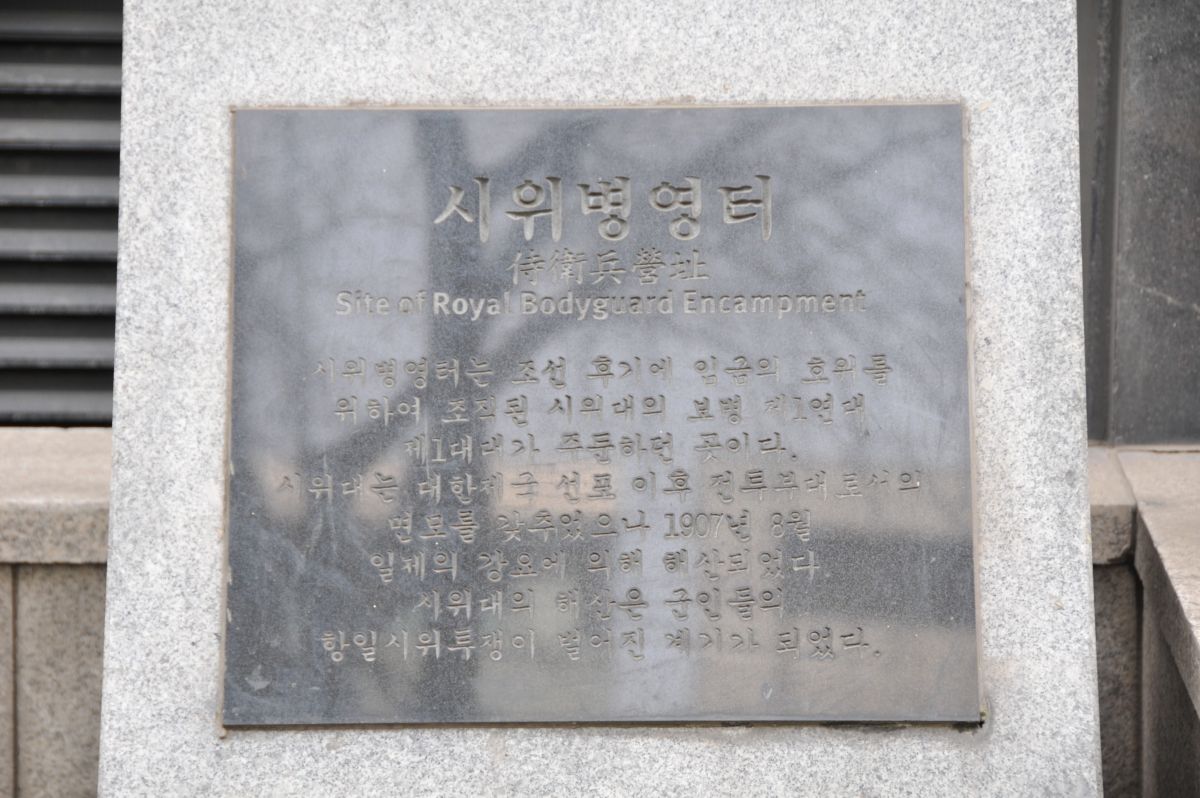 시위병영터
侍衛兵營址
Site of Royal Bodyguard Encampment
시위병영터는 조선 후기에 임금의 호위를
위하여 조직된 시위대의 보병 제1연대
제1대대가 주둔하던 곳이다.
시위대는 대한제국 선포 이후 전투부대로서의
면모를 갖추었으나 1907년 8월
일제의 강요에 의해 해산되었다
시위대의 해산은 군인들의
항일시위투쟁이 벌어진 계기가 되었다.